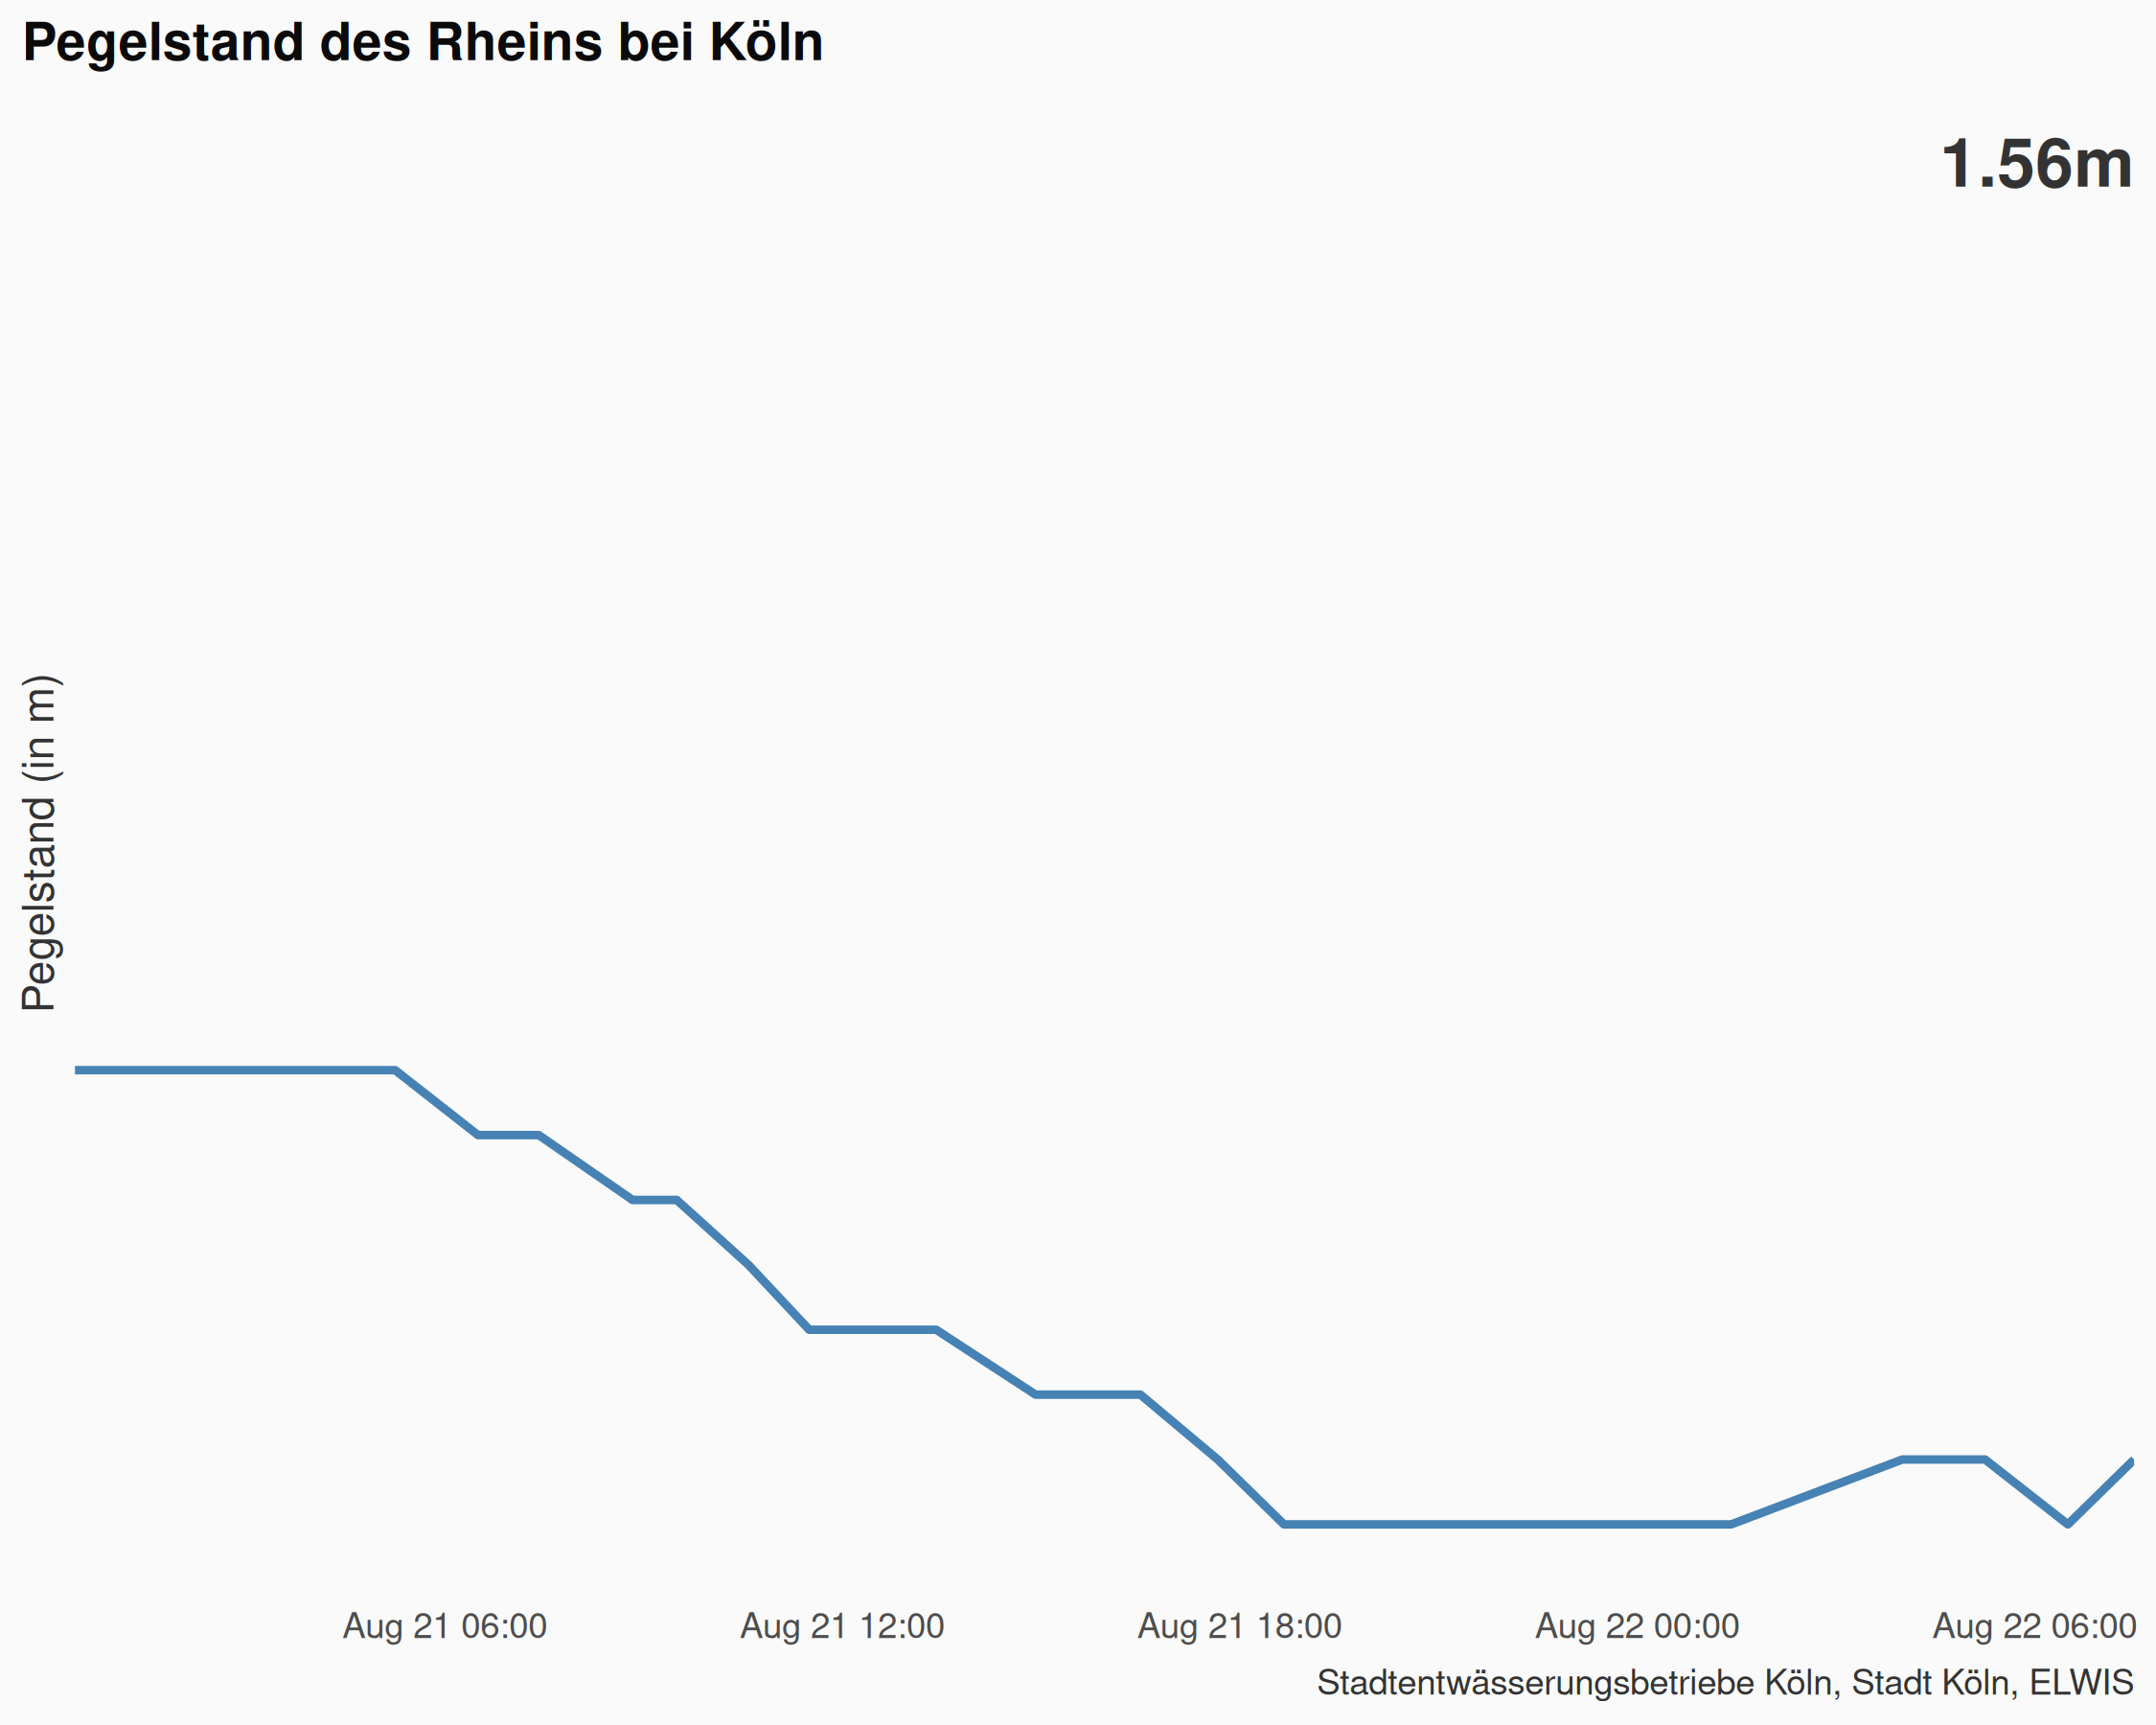 Pegelstand des Rheins bei Köln
1.56m
Pegelstand (in m)
Aug 21 06:00
Aug 21 12:00
Aug 21 18:00
Aug 22 00:00
Aug 22 06:00
Stadtentwässerungsbetriebe Köln, Stadt Köln, ELWIS